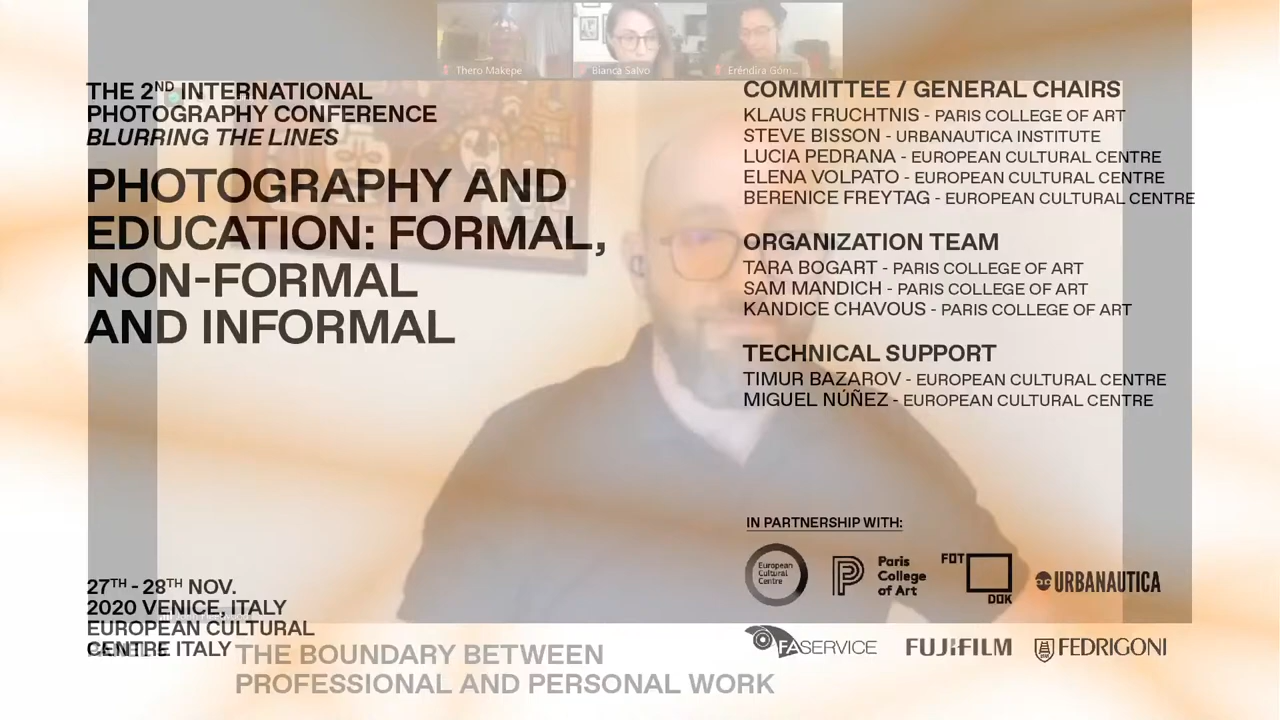 Thero Makepe
Bianca Salvo
Eréndira Góm...
THE 2ND INTERNATIONAL
PHOTOGRAPHY CONFERENCE
BLURRING THE LINES
PHOTOGRAPHY AND
EDUCATION: FORMAL,
NON-FORMAL
AND INFORMAL
27TH - 28TH NOV.
2020 VENICE, ITALY
EUROPEAN CULTURAL
CENTRE ITALY
THE BOUNDARY BETWEEN
PROFESSIONAL AND PERSONAL WORK
COMMITTEE / GENERAL CHAIRS
KLAUS FRUCHTNIS - PARIS COLLEGE OF ART
STEVE BISSON - URBANAUTICA INSTITUTE
LUCIA PEDRANA - EUROPEAN CULTURAL CENTRE
ELENA VOLPATO - EUROPEAN CULTURAL CENTRE
BERENICE FREYTAG - EUROPEAN CULTURAL CENTRE
ORGANIZATION TEAM
TARA BOGART - PARIS COLLEGE OF ART
SAM MANDICH - PARIS COLLEGE OF ART
KANDICE CHAVOUS - PARIS COLLEGE OF ART
TECHNICAL SUPPORT
TIMUR BAZAROV - EUROPEAN CULTURAL CENTRE
MIGUEL NÚÑEZ - EUROPEAN CULTURAL CENTRE
IN PARTNERSHIP WITH:
European
Cultural
Centre
Paris
College
of Art
FOT
DOK
URBANAUTICA
FASERVICE
FUJIFILM
FEDRIGONI